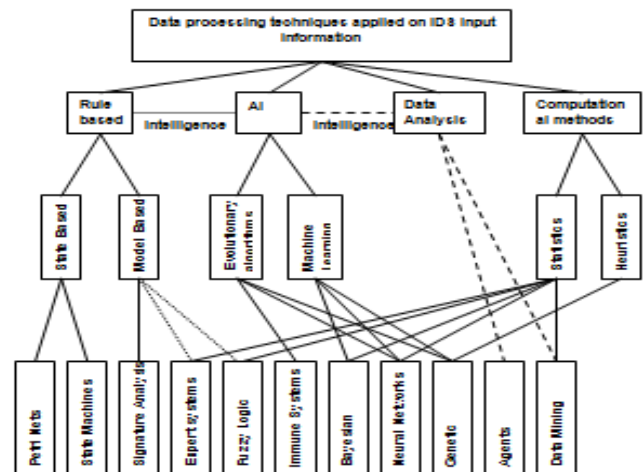 Data processing techniques applied on IDS input
information
Rule
based
Intelligence
AI
Intelligence
Data
Analysis
Computation
al methods
State Based
Model Based
Evolutionary
algorithms
Machine
Learning
Statistics
Heuristics
Petri Nets
State Machines
Signature Analysis
Expert systems
Fuzzy Logic
Immune Systems
Bayesian
Neural Networks
Genetic
Agents
Data Mining